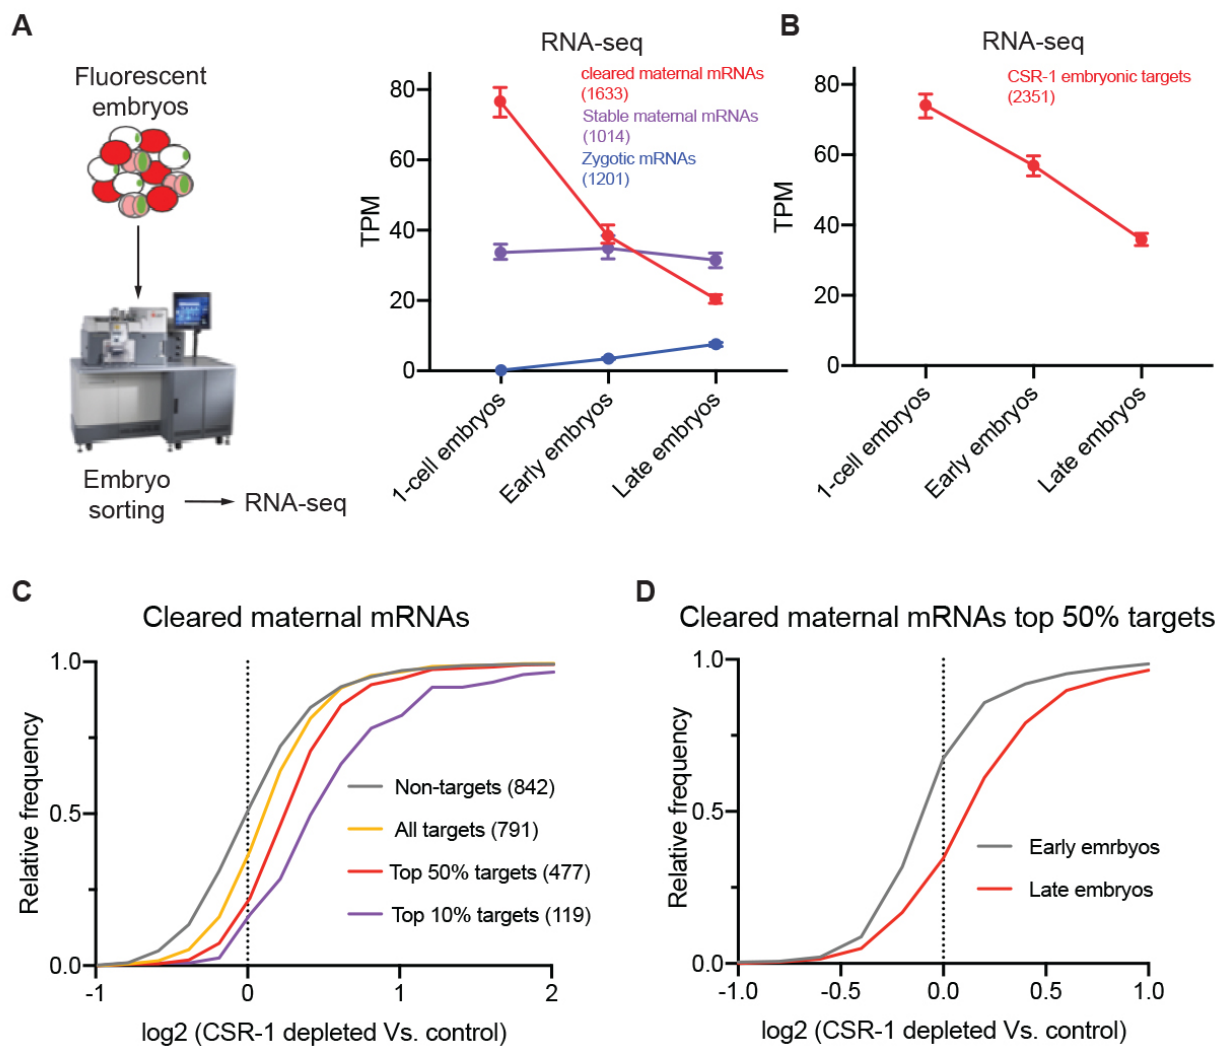 A
Fluorescent
embryos
Embryo
sorting
RNA-seq
RNA-seq
cleared maternal mRNAs
(1633)
Stable maternal mRNAs
(1014)
Zygotic mRNAs
(1201)
TPM
80
60
40
20
0
1-cell embryos
Early embryos
Late embryos
B
RNA-seq
CSR-1 embryonic targets
(2351)
TPM
80
60
40
20
0
1-cell embryos
Early embryos
Late embryos
C
Cleared maternal mRNAs
Relative frequency
1.0
0.5
0.0
Non-targets (842)
All targets (791)
Top 50% targets (477)
Top 10% targets (119)
-1
0
1
2
log2 (CSR-1 depleted Vs. control)
D
Cleared maternal mRNAs top 50% targets
Relative frequency
1.0
0.5
0.0
Early emrbyos
Late embryos
-1.0
-0.5
0.0
0.5
1.0
log2 (CSR-1 depleted Vs. control)